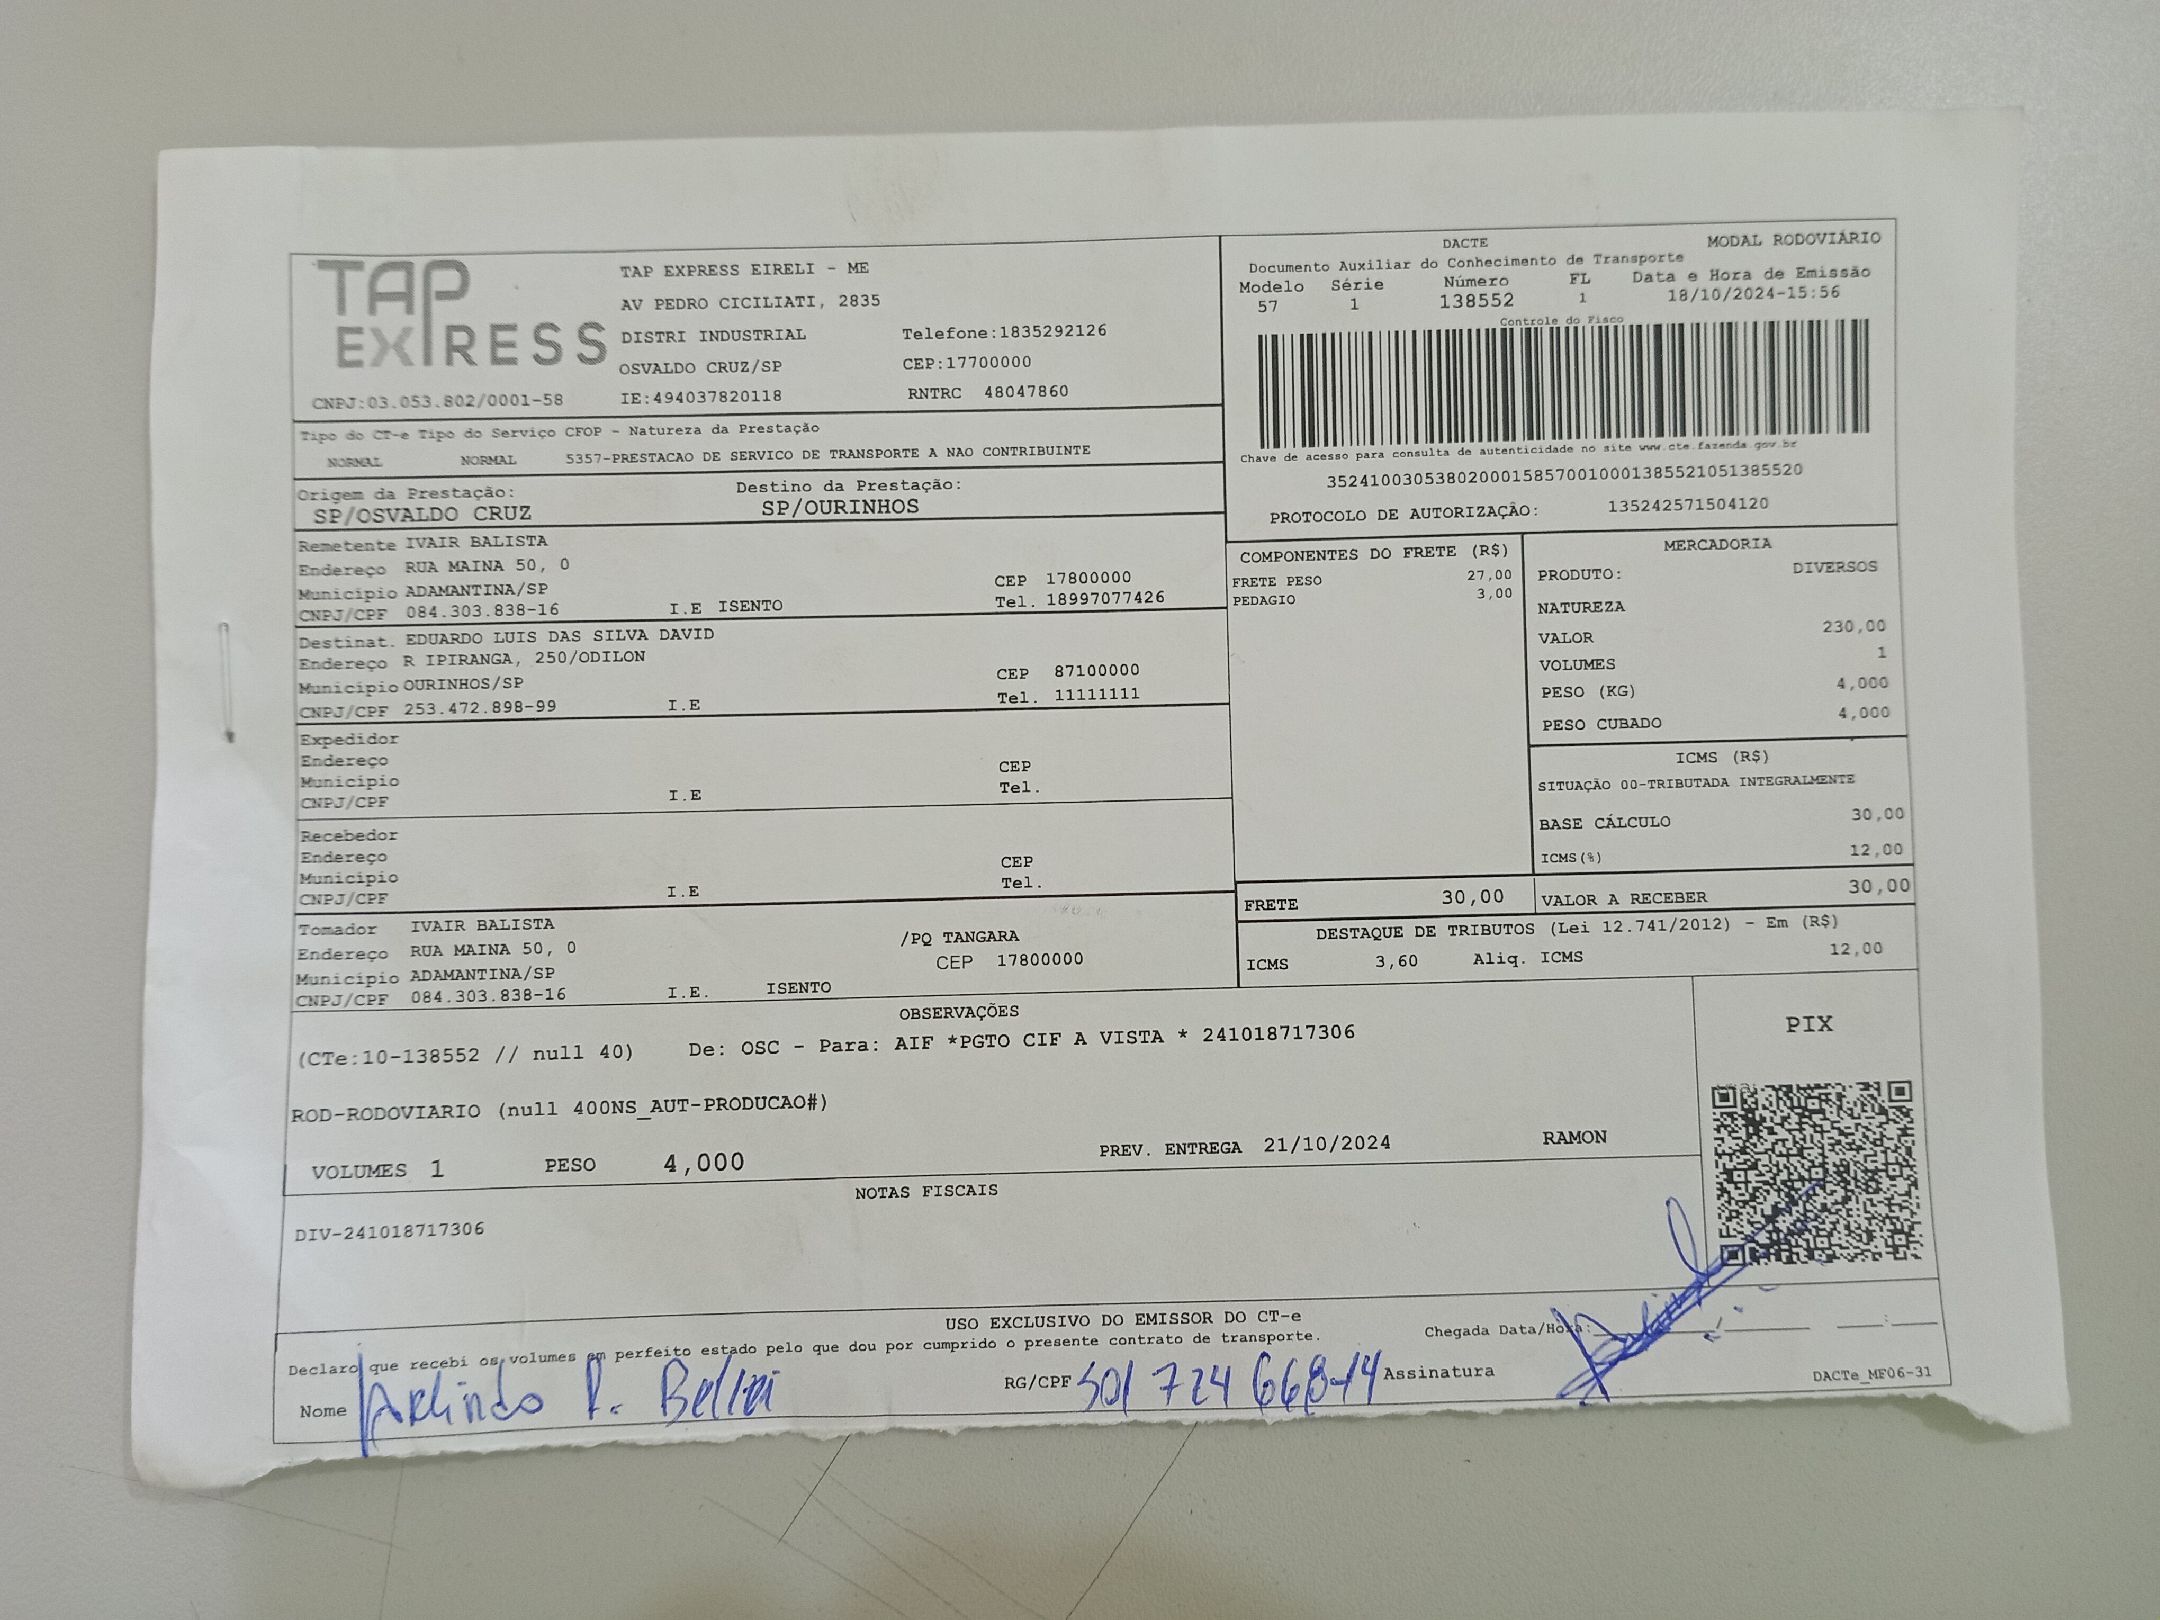 TAP EXPRESS
TAP EXPRESS EIRELI - ME
AV PEDRO CICILIATI, 2835
DISTRI INDUSTRIAL Telefone:1835292126
OSVALDO CRUZ/SP CEP:17700000
CNPJ:03.053.802/0001-58 IE:494037820118 RNTRC 48047860
DACTE MODAL RODOVIÁRIO
Documento Auxiliar do Conhecimento de Transporte
Modelo Série Número FL Data e Hora de Emissão
57 1 138552 1 18/10/2024-15:56
Controle do Fisco
Chave de acesso para consulta de autenticidade no site www.cte.fazenda.gov.br
35241003053802000158570010001385521051385520
PROTOCOLO DE AUTORIZAÇÃO: 135242571504120
Tipo do CT-e Tipo do Serviço CFOP - Natureza da Prestação
NORMAL NORMAL 5357-PRESTACAO DE SERVICO DE TRANSPORTE A NAO CONTRIBUINTE
Origem da Prestação: Destino da Prestação:
SP/OSVALDO CRUZ SP/OURINHOS
Remetente IVAIR BALISTA
Endereço RUA MAINA 50, 0
Município ADAMANTINA/SP CEP 17800000
CNPJ/CPF 084.303.838-16 I.E ISENTO Tel. 18997077426
Destinat. EDUARDO LUIS DAS SILVA DAVID
Endereço R IPIRANGA, 250/ODILON
Município OURINHOS/SP CEP 87100000
CNPJ/CPF 253.472.898-99 I.E Tel. 11111111
Expedidor
Endereço
Município CEP
CNPJ/CPF I.E Tel.
Recebedor
Endereço
Município CEP
CNPJ/CPF I.E Tel.
Tomador IVAIR BALISTA
Endereço RUA MAINA 50, 0 /PQ TANGARA
Município ADAMANTINA/SP CEP 17800000
CNPJ/CPF 084.303.838-16 I.E. ISENTO
COMPONENTES DO FRETE (R$)
FRETE PESO 27,00
PEDAGIO 3,00
MERCADORIA
PRODUTO: DIVERSOS
NATUREZA
VALOR 230,00
VOLUMES 1
PESO (KG) 4,000
PESO CUBADO 4,000
ICMS (R$)
SITUAÇÃO 00-TRIBUTADA INTEGRALMENTE
BASE CÁLCULO 30,00
ICMS(%) 12,00
FRETE 30,00 VALOR A RECEBER 30,00
DESTAQUE DE TRIBUTOS (Lei 12.741/2012) - Em (R$)
ICMS 3,60 Aliq. ICMS 12,00
OBSERVAÇÕES
(CTe:10-138552 // null 40) De: OSC - Para: AIF *PGTO CIF A VISTA * 241018717306
ROD-RODOVIARIO (null 400NS_AUT-PRODUCAO#)
VOLUMES 1 PESO 4,000 PREV. ENTREGA 21/10/2024 RAMON
PIX
NOTAS FISCAIS
DIV-241018717306
USO EXCLUSIVO DO EMISSOR DO CT-e
Declaro que recebi os volumes em perfeito estado pelo que dou por cumprido o presente contrato de transporte. Chegada Data/Hora:
Nome Arlindo P. RG/CPF 501 724 668-14 Assinatura
DACTe_MF06-31